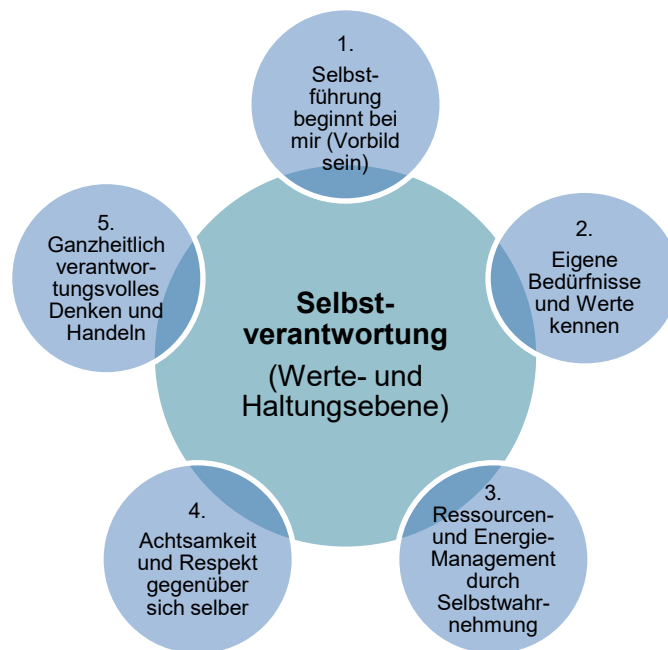 1.
Selbst-
führung
beginnt bei
mir (Vorbild
sein)
2.
Eigene
Bedürfnisse
und Werte
kennen
3.
Ressourcen-
und Energie-
Management
durch
Selbstwahr-
nehmung
4.
Achtsamkeit
und Respekt
gegenüber
sich selber
5.
Ganzheitlich
verantwor-
tungsvolles
Denken und
Handeln
Selbst-
verantwortung
(Werte- und
Haltungsebene)